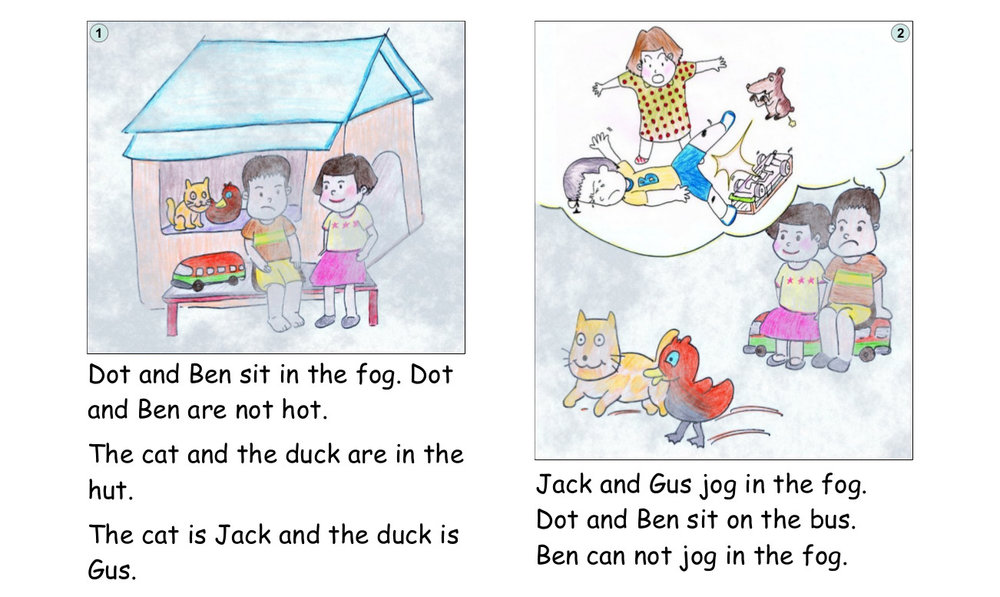 1
Dot and Ben sit in the fog. Dot
and Ben are not hot.
The cat and the duck are in the
hut.
The cat is Jack and the duck is
Gus.
2
B
Jack and Gus jog in the fog.
Dot and Ben sit on the bus.
Ben can not jog in the fog.